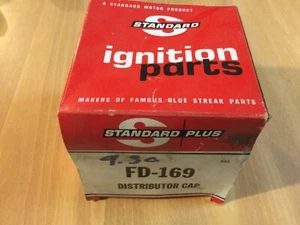 A STANDARD MOTOR PRODUCT
S
STANDARD
ignition
parts
MAKERS OF FAMOUS BLUE STREAK PARTS
S
STANDARD PLUS
9.30
FD-169
DISTRIBUTOR CAP